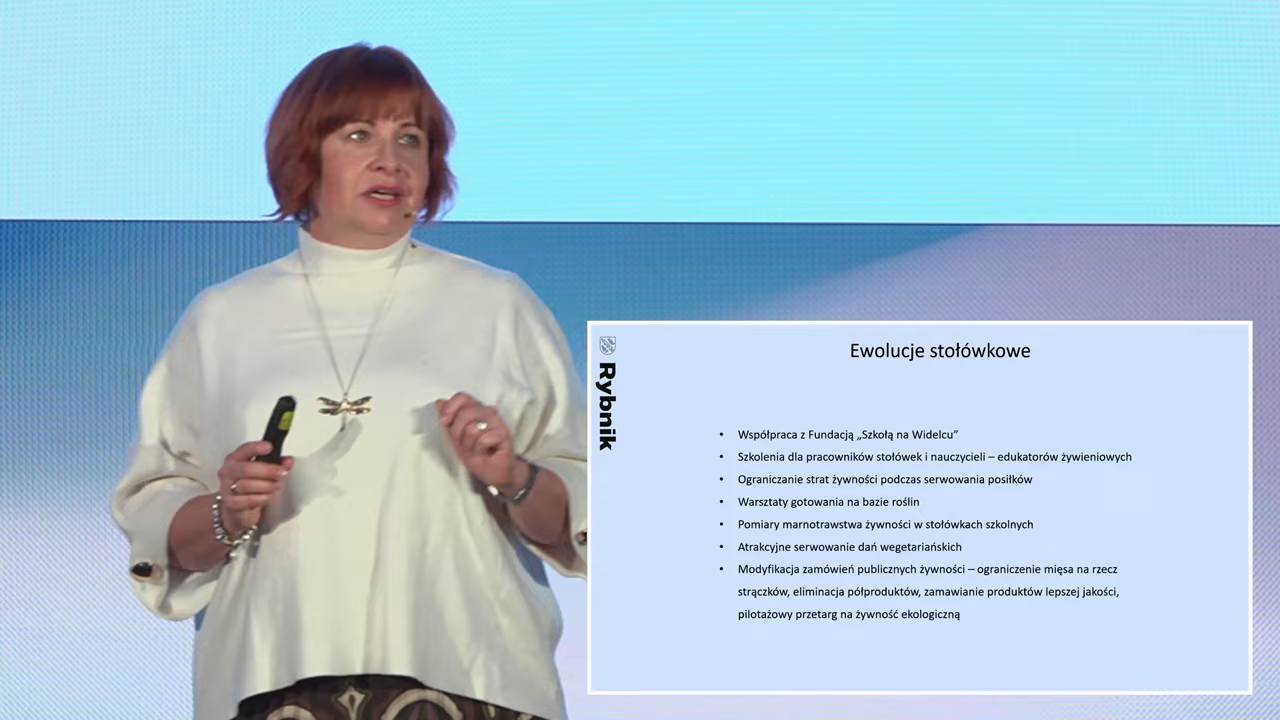 Rybnik
Ewolucje stołówkowe
• Współpraca z Fundacją „Szkołą na Widelcu”
• Szkolenia dla pracowników stołówek i nauczycieli – edukatorów żywieniowych
• Ograniczanie strat żywności podczas serwowania posiłków
• Warsztaty gotowania na bazie roślin
• Pomiary marnotrawstwa żywności w stołówkach szkolnych
• Atrakcyjne serwowanie dań wegetariańskich
• Modyfikacja zamówień publicznych żywności – ograniczenie mięsa na rzecz
strączków, eliminacja półproduktów, zamawianie produktów lepszej jakości,
pilotażowy przetarg na żywność ekologiczną